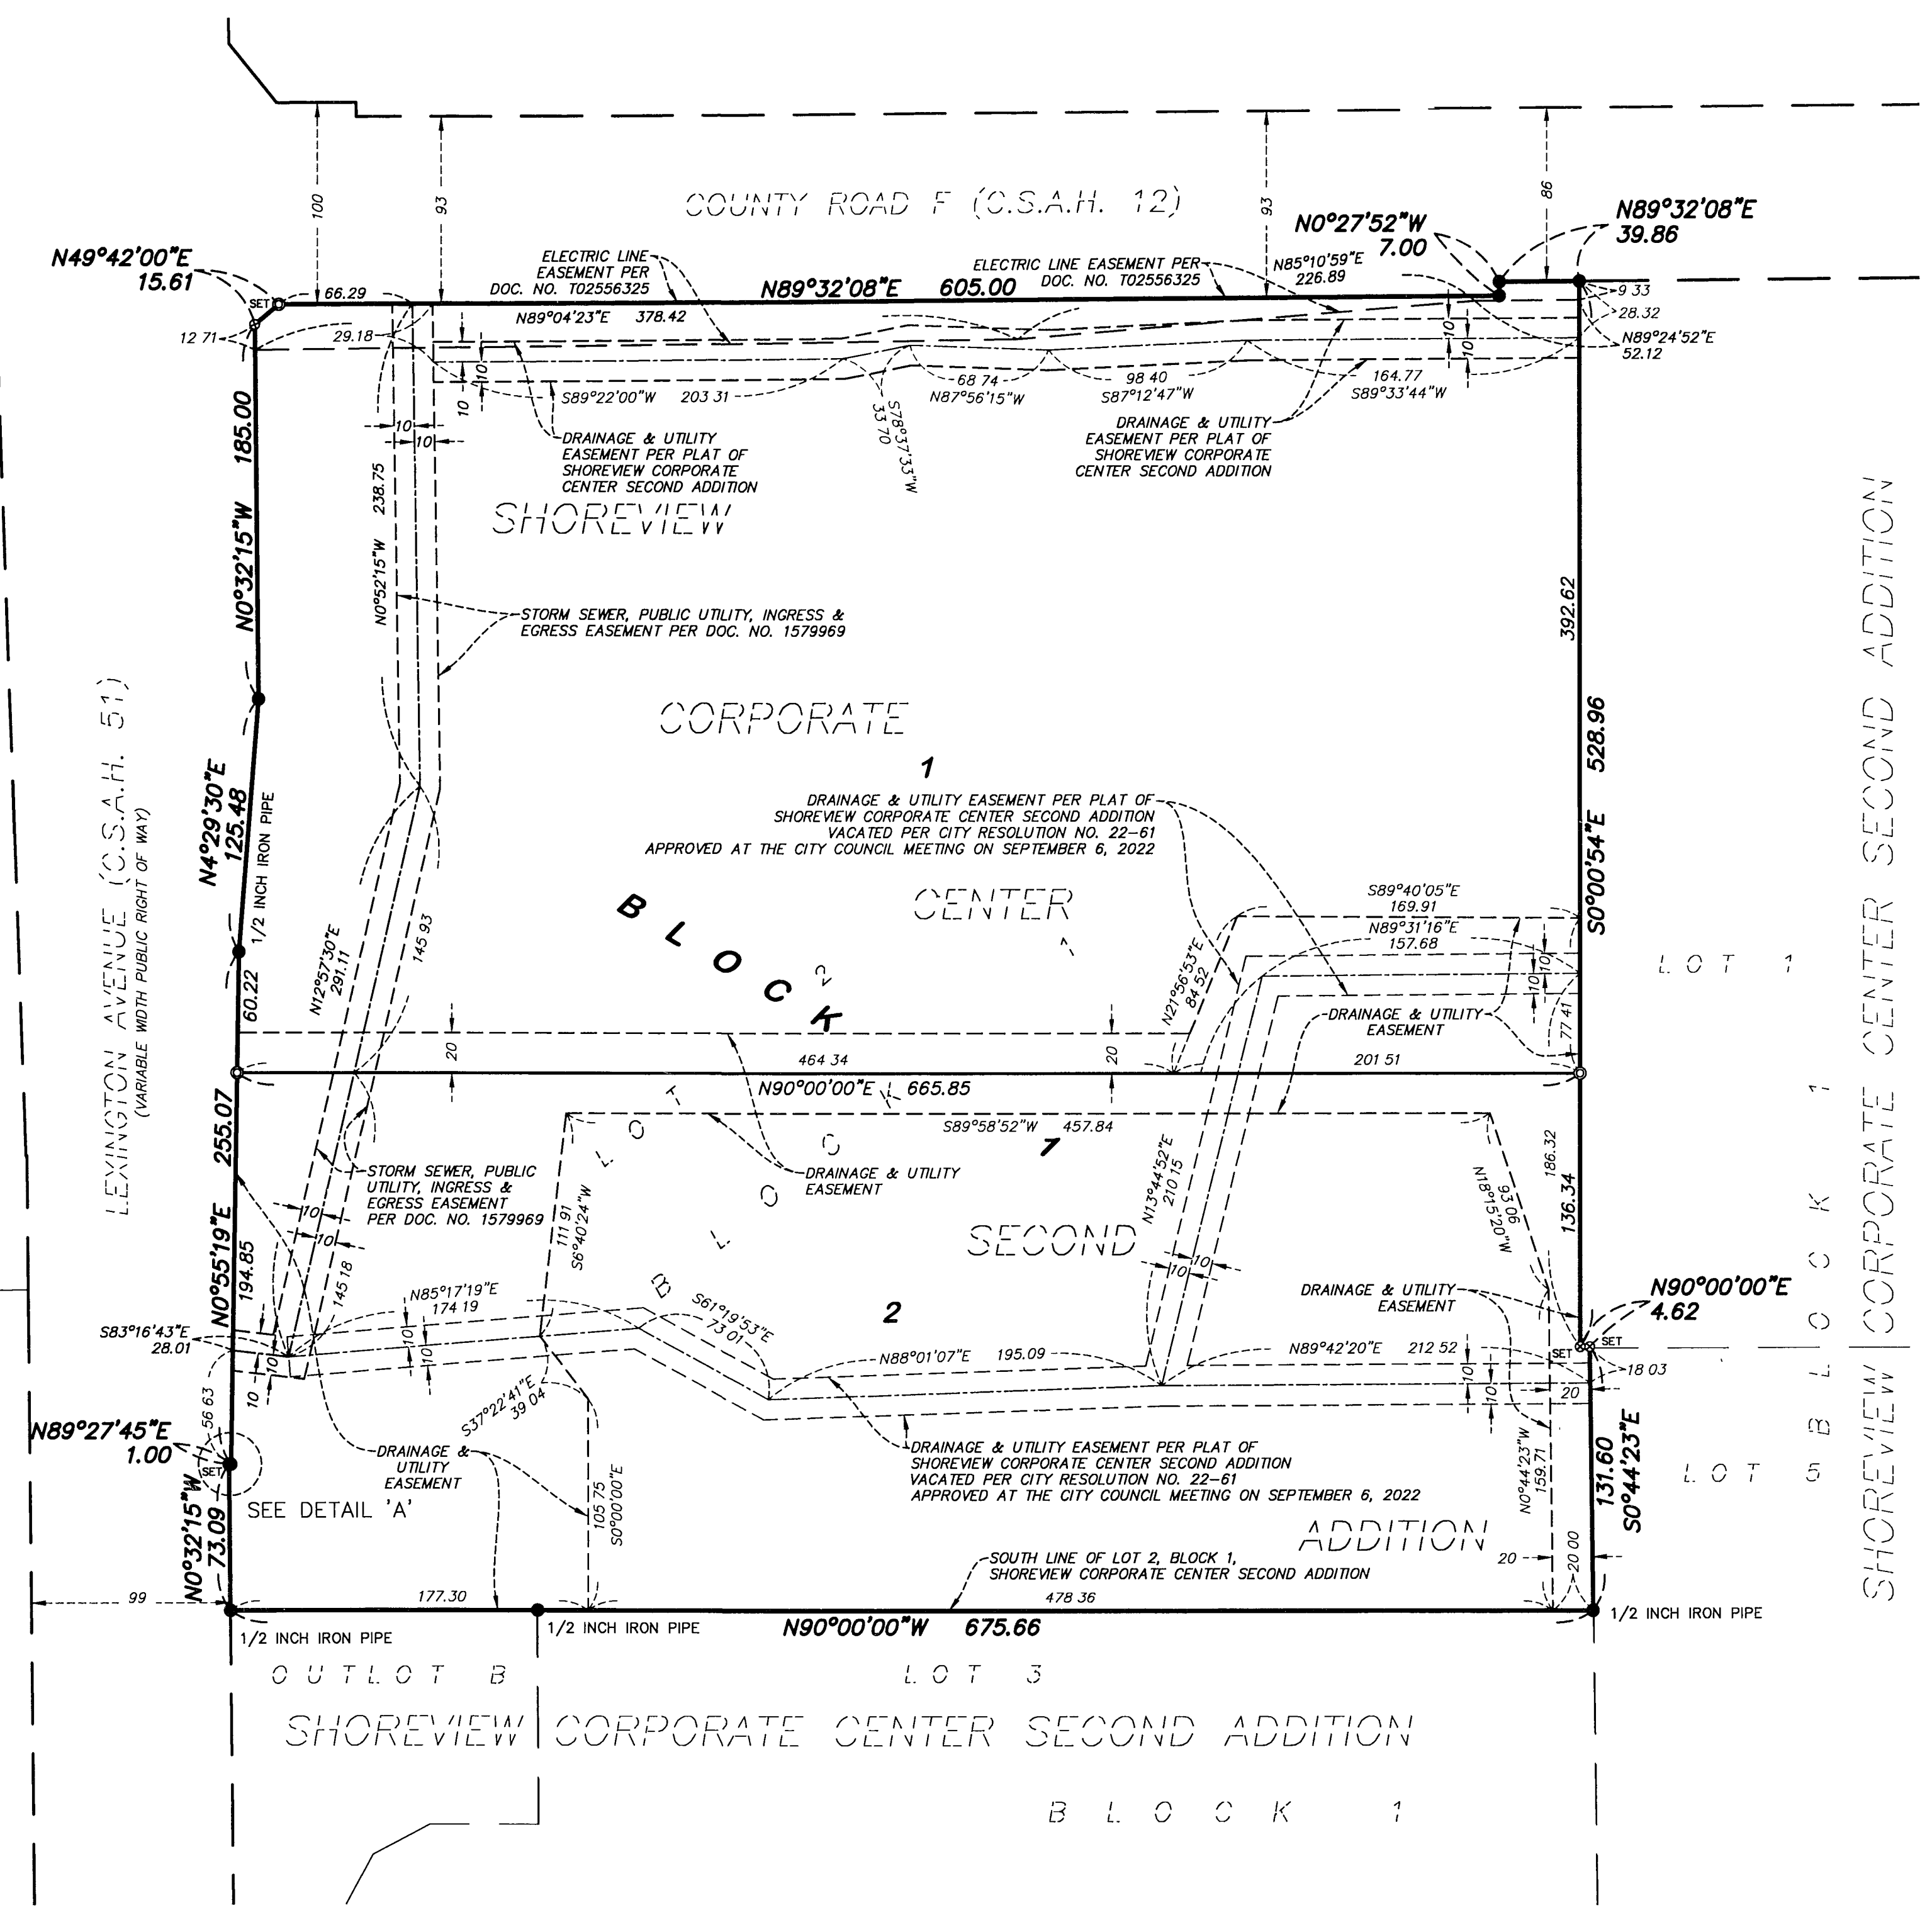 100
93
COUNTY ROAD F (C.S.A.H. 12)
93
86
N49°42'00"E
15.61
N0°27'52"W
7.00
N89°32'08"E
39.86
ELECTRIC LINE
EASEMENT PER
DOC. NO. T02556325
ELECTRIC LINE EASEMENT PER
DOC. NO. T02556325
N85°10'59"E
226.89
SET
66.29
N89°32'08"E 605.00
9 33
28.32
N89°04'23"E 378.42
12 71
29.18
N89°24'52"E
52.12
10
10
10
10
68 74
N87°56'15"W
98 40
S87°12'47"W
164.77
S89°33'44"W
S89°22'00"W 203 31
S78°37'33"W
33 70
10
10
DRAINAGE & UTILITY
EASEMENT PER PLAT OF
SHOREVIEW CORPORATE
CENTER SECOND ADDITION
DRAINAGE & UTILITY
EASEMENT PER PLAT OF
SHOREVIEW CORPORATE
CENTER SECOND ADDITION
N0°32'15"W 185.00
N0°52'15"W 238.75
SHOREVIEW
STORM SEWER, PUBLIC UTILITY, INGRESS &
EGRESS EASEMENT PER DOC. NO. 1579969
392.62
S0°00'54"E 528.96
CORPORATE
1
LEXINGTON AVENUE (C.S.A.H. 51)
(VARIABLE WIDTH PUBLIC RIGHT OF WAY)
N4°29'30"E
125.48
1/2 INCH IRON PIPE
DRAINAGE & UTILITY EASEMENT PER PLAT OF
SHOREVIEW CORPORATE CENTER SECOND ADDITION
VACATED PER CITY RESOLUTION NO. 22-61
APPROVED AT THE CITY COUNCIL MEETING ON SEPTEMBER 6, 2022
CENTER
BLOCK
1
2
S89°40'05"E
169.91
N89°31'16"E
157.68
10
10
N12°57'30"E
291.11
145 93
N21°56'53"E
84 52
60.22
DRAINAGE & UTILITY
EASEMENT
77 41
LOT 1
20
464 34
20
201 51
N90°00'00"E 665.85
S89°58'52"W 457.84
LOT
BLOCK
1
N0°55'19"E 255.07
194.85
STORM SEWER, PUBLIC
UTILITY, INGRESS &
EGRESS EASEMENT
PER DOC. NO. 1579969
DRAINAGE & UTILITY
EASEMENT
10
10
111 91
S6°40'24"W
SECOND
N13°44'52"E
210 15
10
10
N18°15'20"W
93 06
186.32
136.34
145 18
N85°17'19"E
174 19
S61°19'53"E
73 01
2
DRAINAGE & UTILITY
EASEMENT
N90°00'00"E
4.62
S83°16'43"E
28.01
10
10
10
10
SET
SET
N88°01'07"E 195.09
N89°42'20"E 212 52
10
10
18 03
20
S37°22'41"E
39 04
56 63
N89°27'45"E
1.00
SET
SEE DETAIL 'A'
DRAINAGE &
UTILITY
EASEMENT
DRAINAGE & UTILITY EASEMENT PER PLAT OF
SHOREVIEW CORPORATE CENTER SECOND ADDITION
VACATED PER CITY RESOLUTION NO. 22-61
APPROVED AT THE CITY COUNCIL MEETING ON SEPTEMBER 6, 2022
N0°44'23"W
159.71
131.60
S0°44'23"E
LOT 5
BLOCK 1
SHOREVIEW CORPORATE CENTER SECOND ADDITION
N0°32'15"W
73.09
105 75
S0°00'00"E
ADDITION
SOUTH LINE OF LOT 2, BLOCK 1,
SHOREVIEW CORPORATE CENTER SECOND ADDITION
20
20 00
99
177.30
478 36
N90°00'00"W 675.66
1/2 INCH IRON PIPE
1/2 INCH IRON PIPE
1/2 INCH IRON PIPE
OUTLOT B
LOT 3
SHOREVIEW CORPORATE CENTER SECOND ADDITION
BLOCK 1